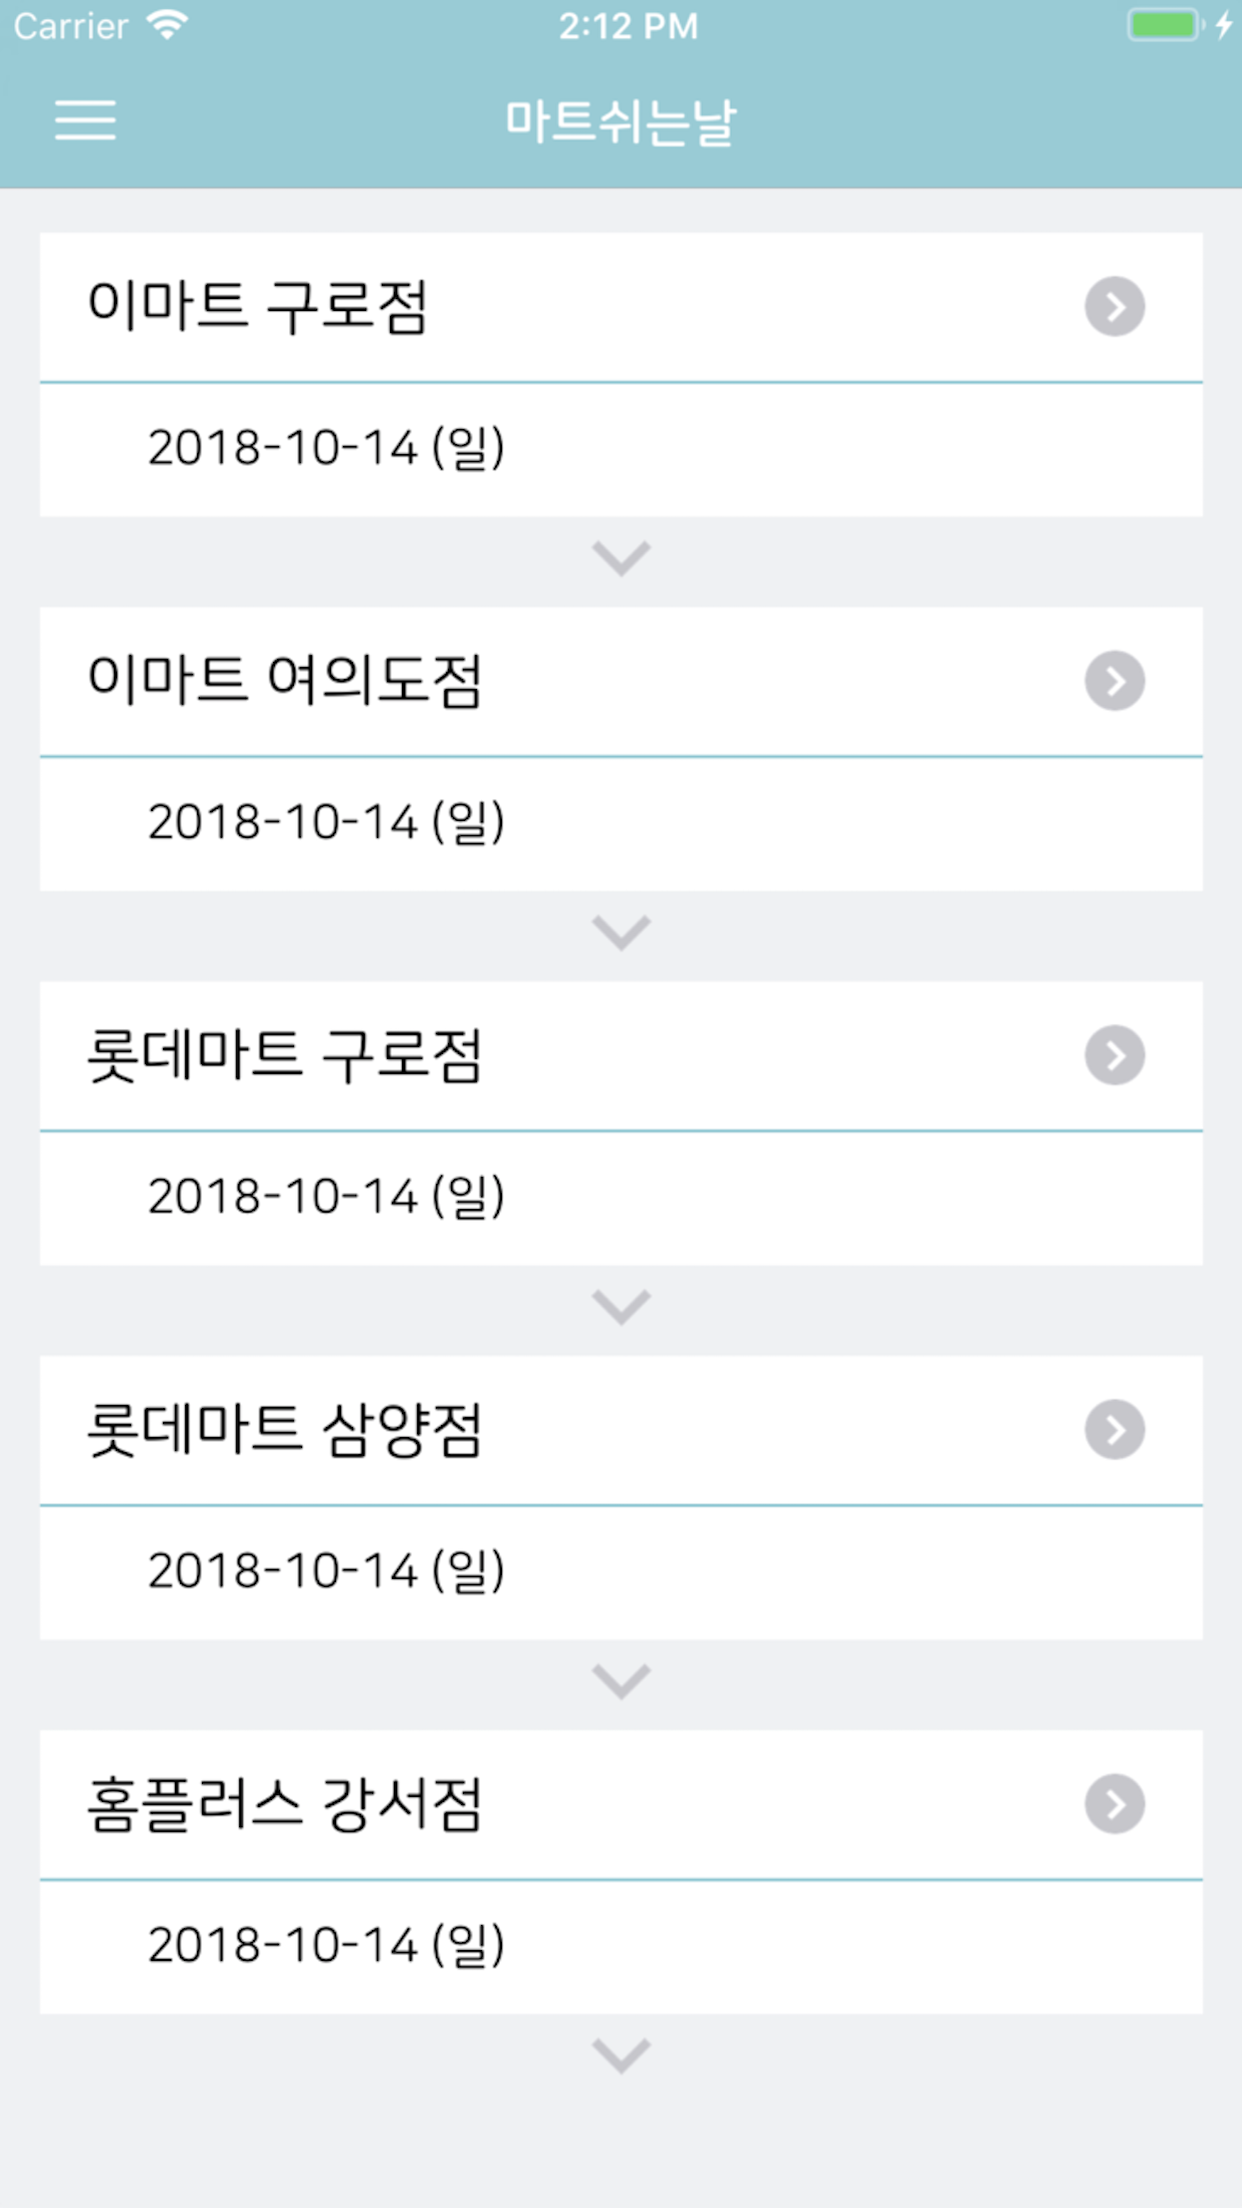 Carrier 2:12 PM
마트쉬는날
이마트 구로점
2018-10-14 (일)
이마트 여의도점
2018-10-14 (일)
롯데마트 구로점
2018-10-14 (일)
롯데마트 삼양점
2018-10-14 (일)
홈플러스 강서점
2018-10-14 (일)